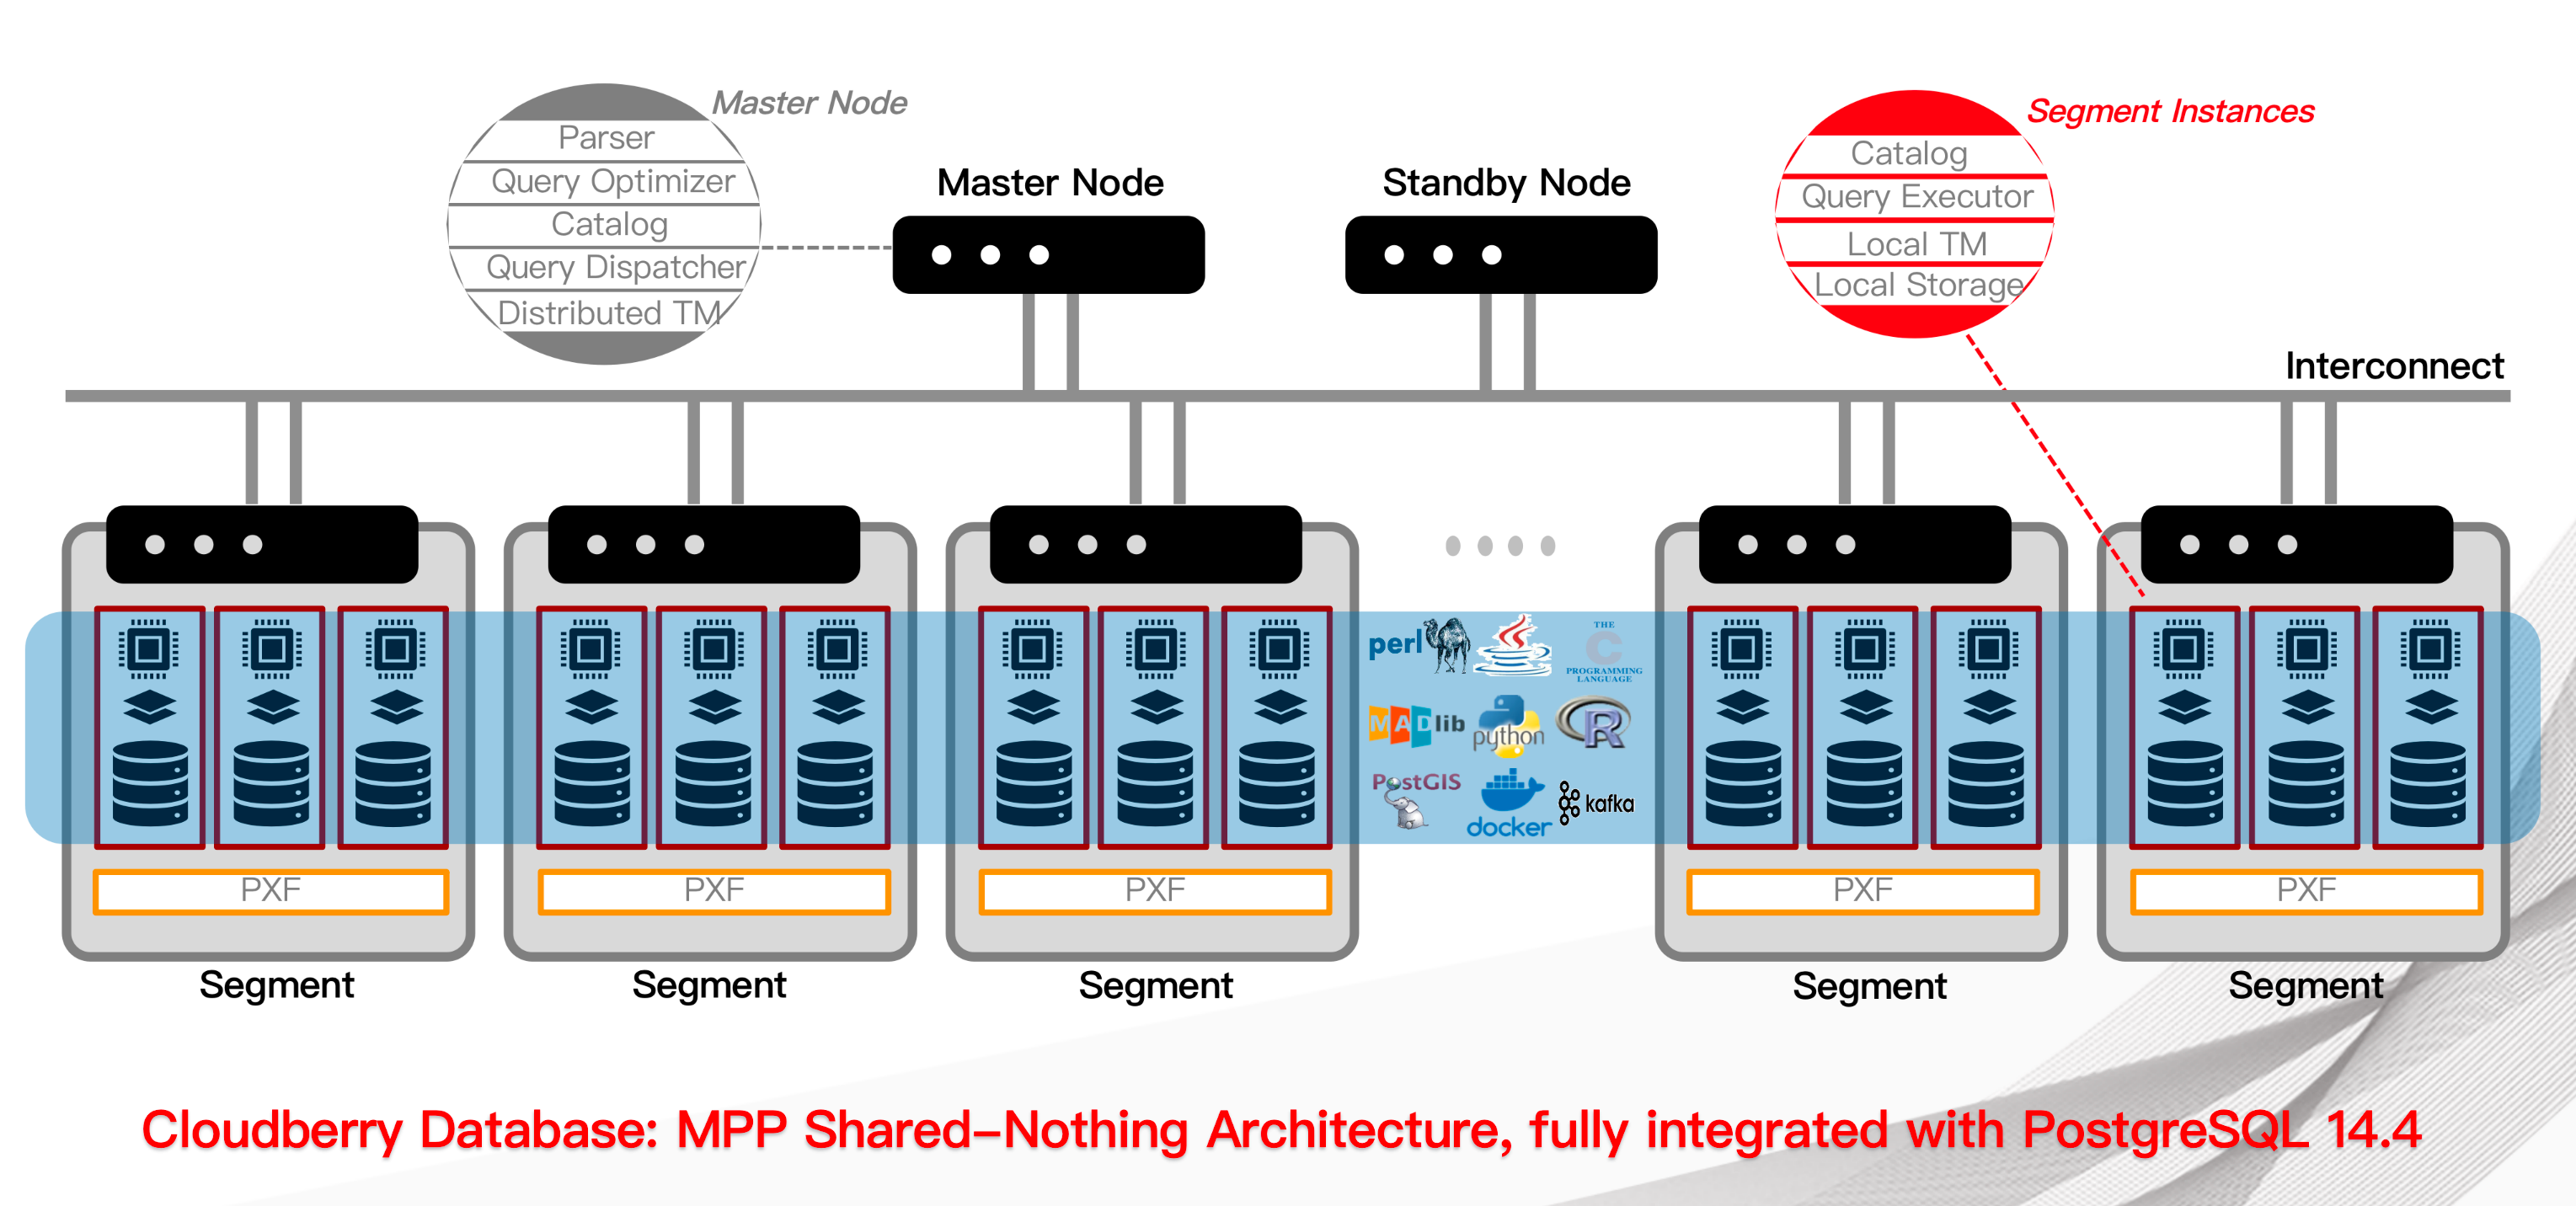 Master Node
Parser
Query Optimizer
Catalog
Query Dispatcher
Distributed TM
Master Node
Standby Node
Segment Instances
Catalog
Query Executor
Local TM
Local Storage
Interconnect
perl
THE
C
PROGRAMMING
LANGUAGE
MADlib
python
R
PostGIS
docker
kafka
PXF
PXF
PXF
PXF
PXF
Segment
Segment
Segment
Segment
Segment
Cloudberry Database: MPP Shared-Nothing Architecture, fully integrated with PostgreSQL 14.4